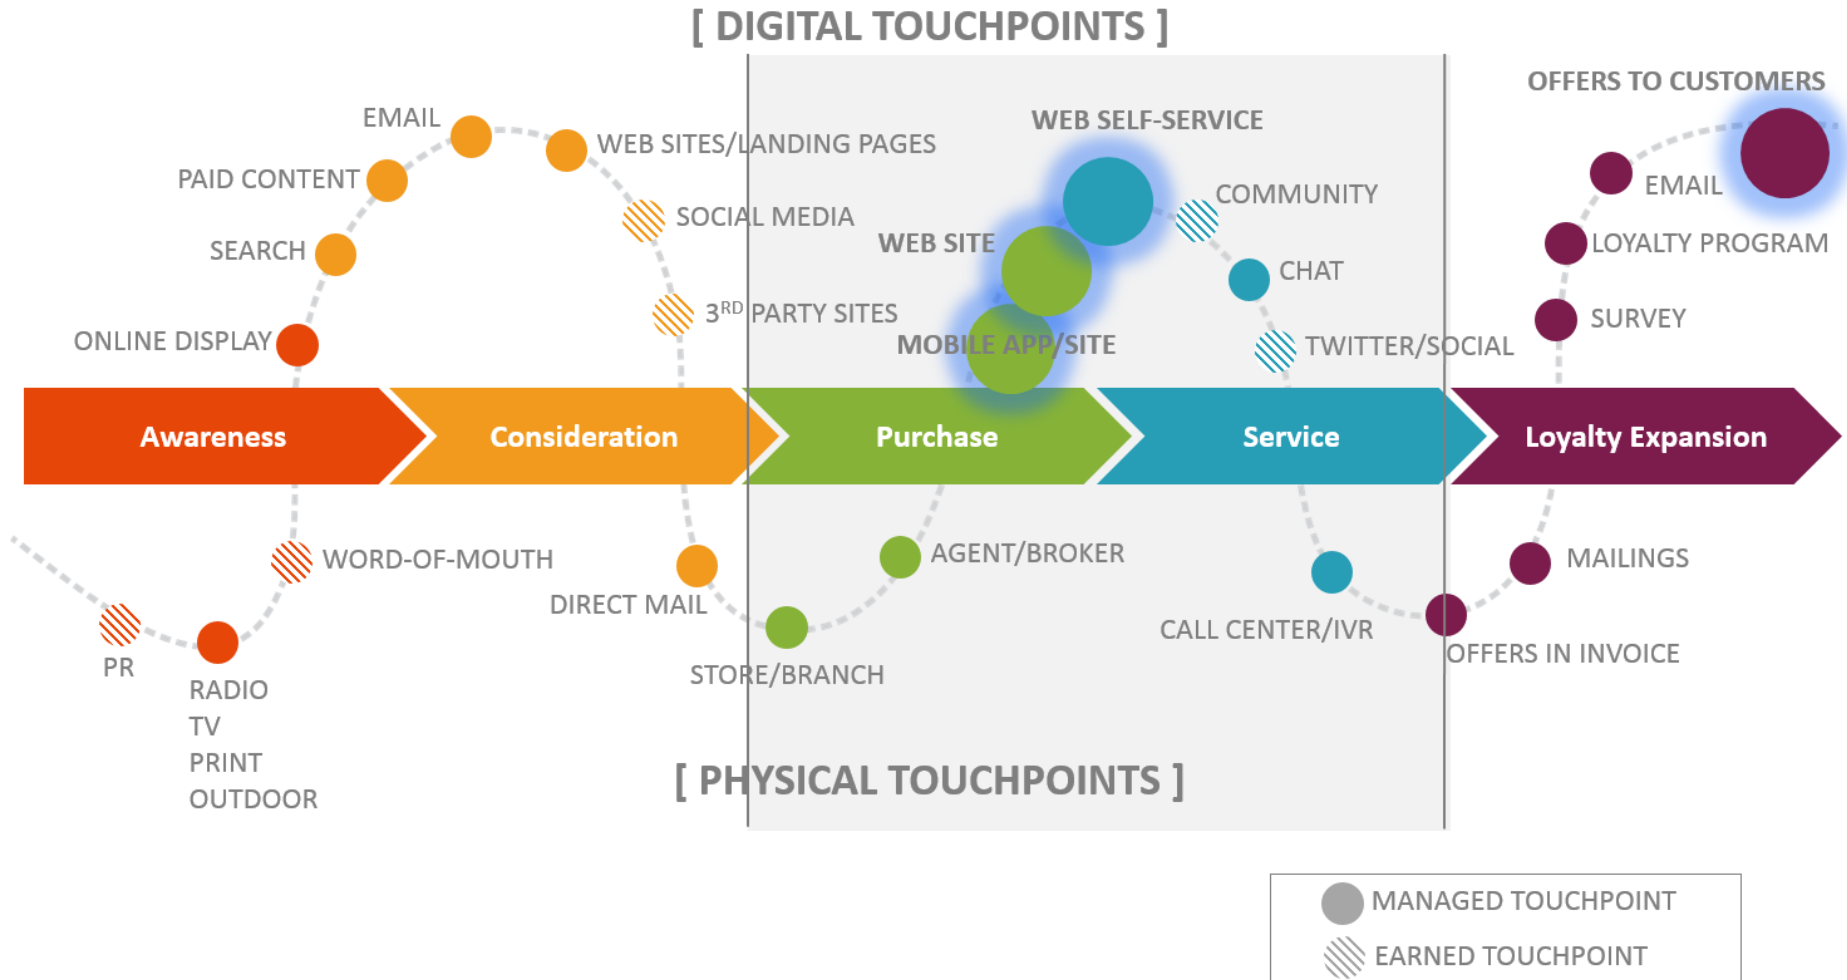 [ DIGITAL TOUCHPOINTS ]
OFFERS TO CUSTOMERS
EMAIL
WEB SITES/LANDING PAGES
WEB SELF-SERVICE
PAID CONTENT
EMAIL
COMMUNITY
SOCIAL MEDIA
SEARCH
WEB SITE
LOYALTY PROGRAM
CHAT
3RD PARTY SITES
SURVEY
ONLINE DISPLAY
MOBILE APP/SITE
TWITTER/SOCIAL
Awareness
Consideration
Purchase
Service
Loyalty Expansion
WORD-OF-MOUTH
AGENT/BROKER
MAILINGS
DIRECT MAIL
CALL CENTER/IVR
OFFERS IN INVOICE
PR
STORE/BRANCH
RADIO
TV
PRINT
OUTDOOR
[ PHYSICAL TOUCHPOINTS ]
MANAGED TOUCHPOINT
EARNED TOUCHPOINT